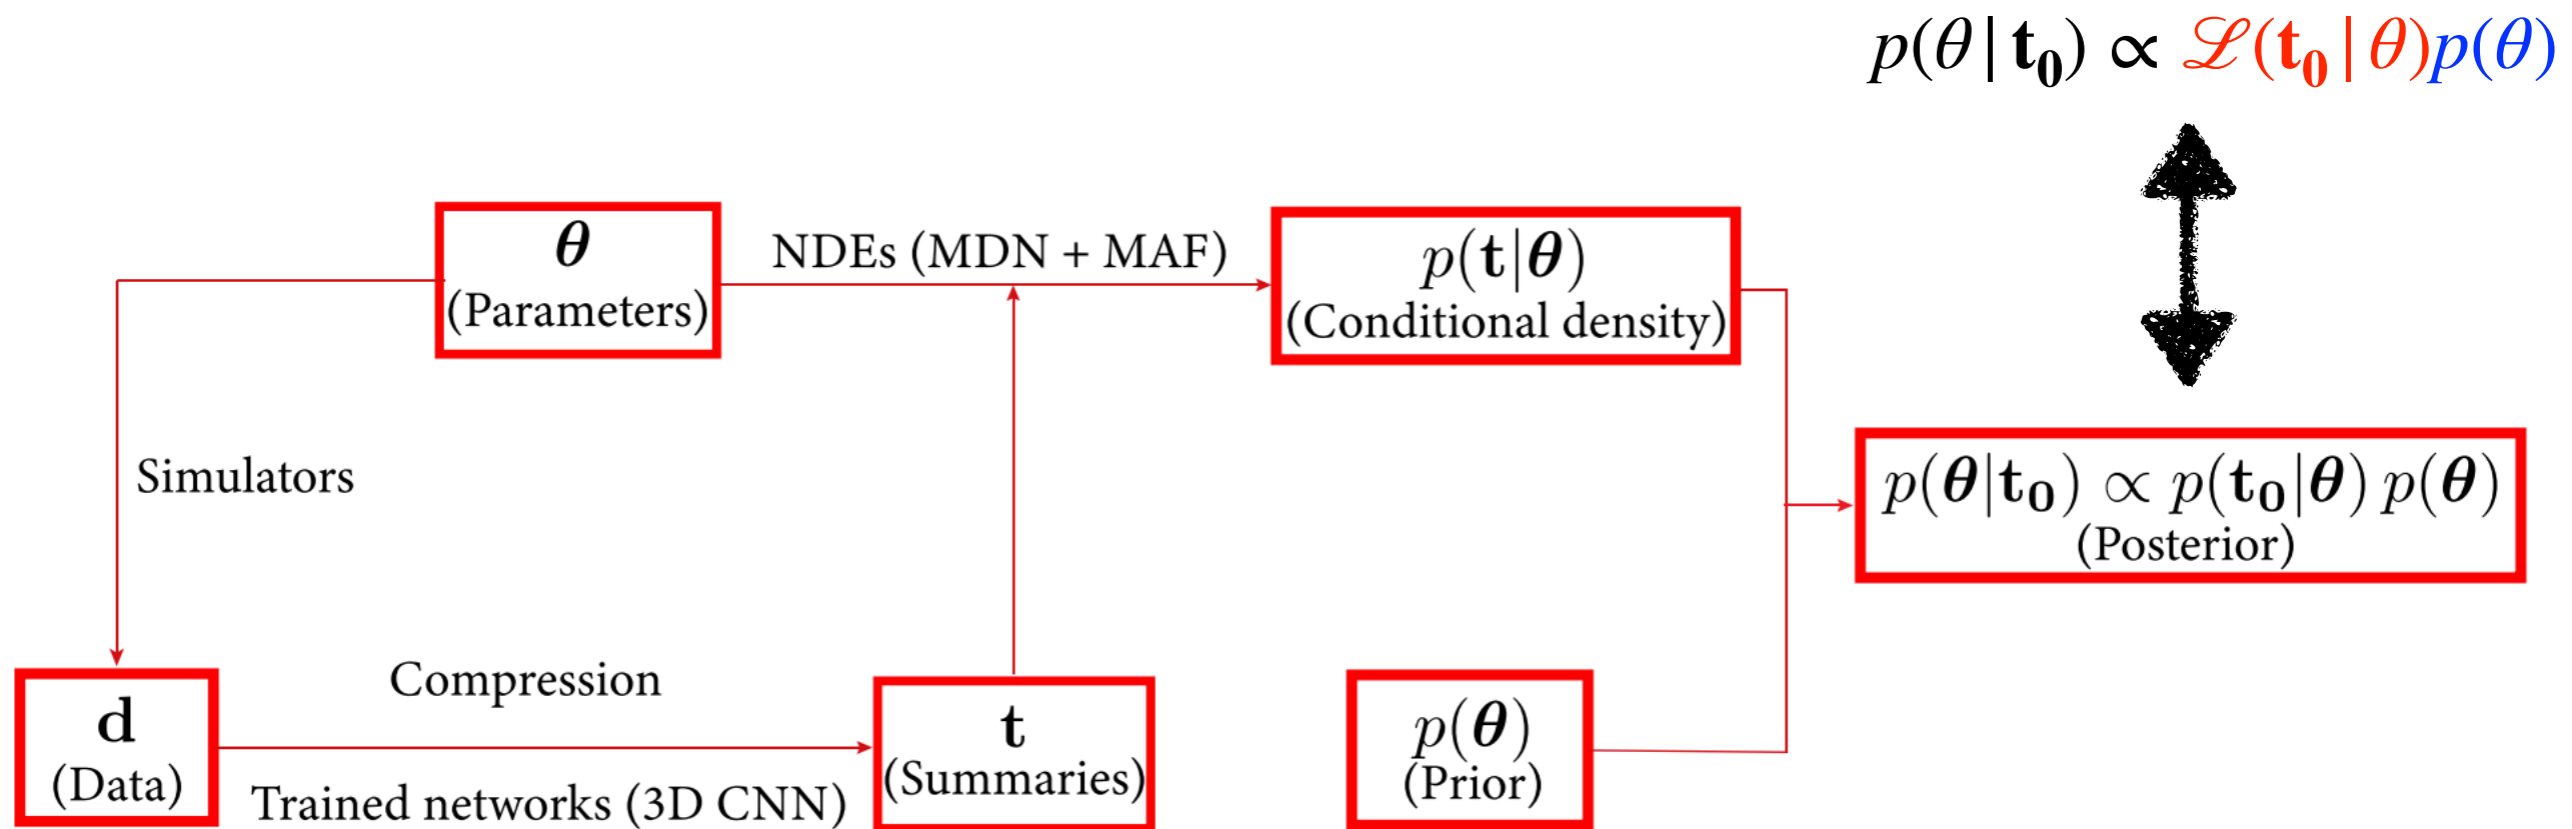 p(θ|t₀) ∝ ℒ(t₀|θ)p(θ)
θ
(Parameters)
NDEs (MDN + MAF)
p(t|θ)
(Conditional density)
Simulators
p(θ|t₀) ∝ p(t₀|θ) p(θ)
(Posterior)
d
(Data)
Compression
Trained networks (3D CNN)
t
(Summaries)
p(θ)
(Prior)